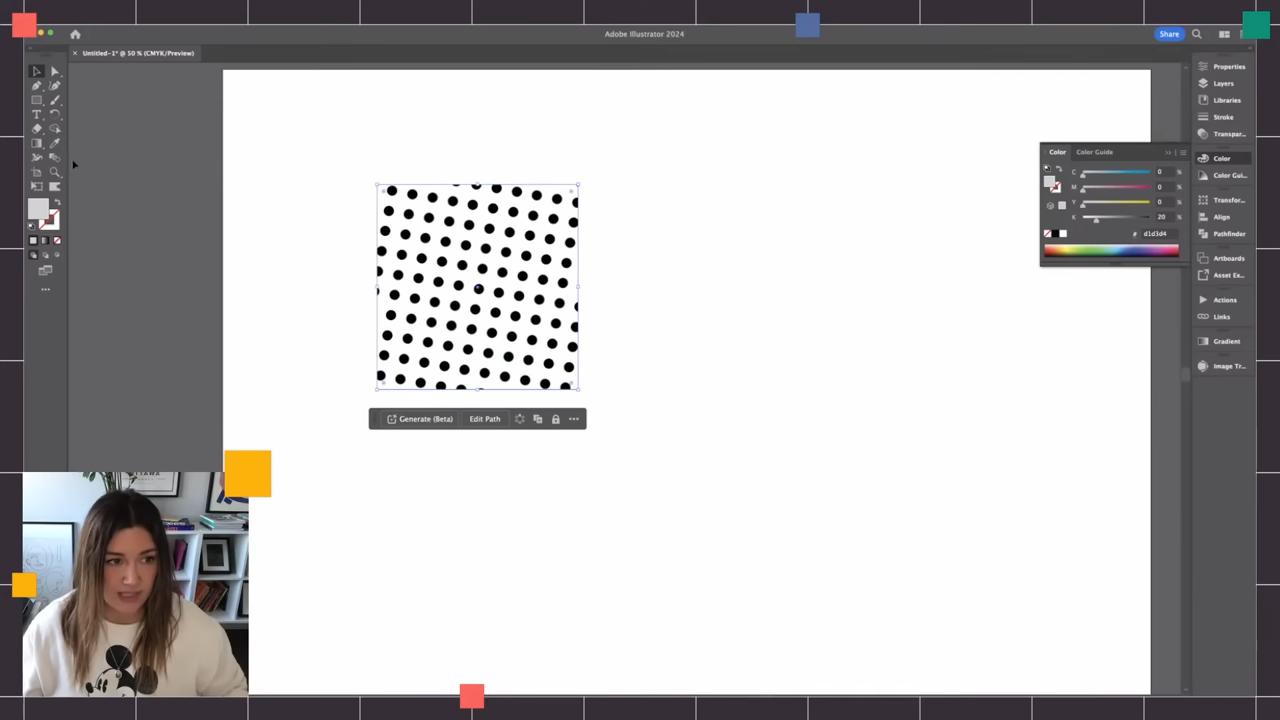 Adobe Illustrator 2024
Share
Untitled-1* @ 50 % (CMYK/Preview)
Properties
Layers
Libraries
Stroke
Transpar...
Color
Color Gui...
Transfor...
Align
Pathfinder
Artboards
Asset Ex...
Actions
Links
Gradient
Image Tr...
Color
Color Guide
C 0 %
M 0 %
Y 0 %
K 20 %
# d1d3d4
Generate (Beta)
Edit Path